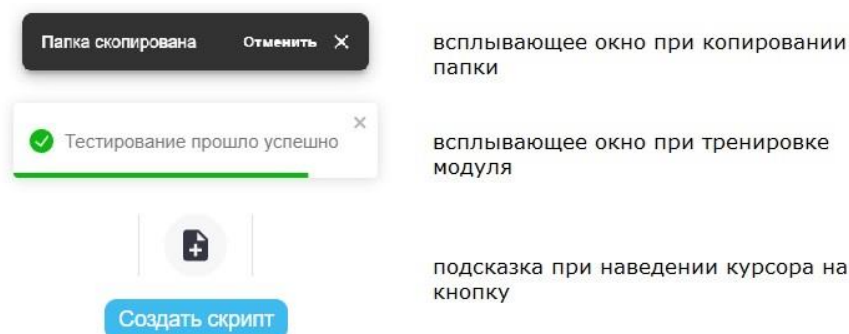 Папка скопирована Отменить
всплывающее окно при копировании
папки
Тестирование прошло успешно
всплывающее окно при тренировке
модуля
подсказка при наведении курсора на
кнопку
Создать скрипт